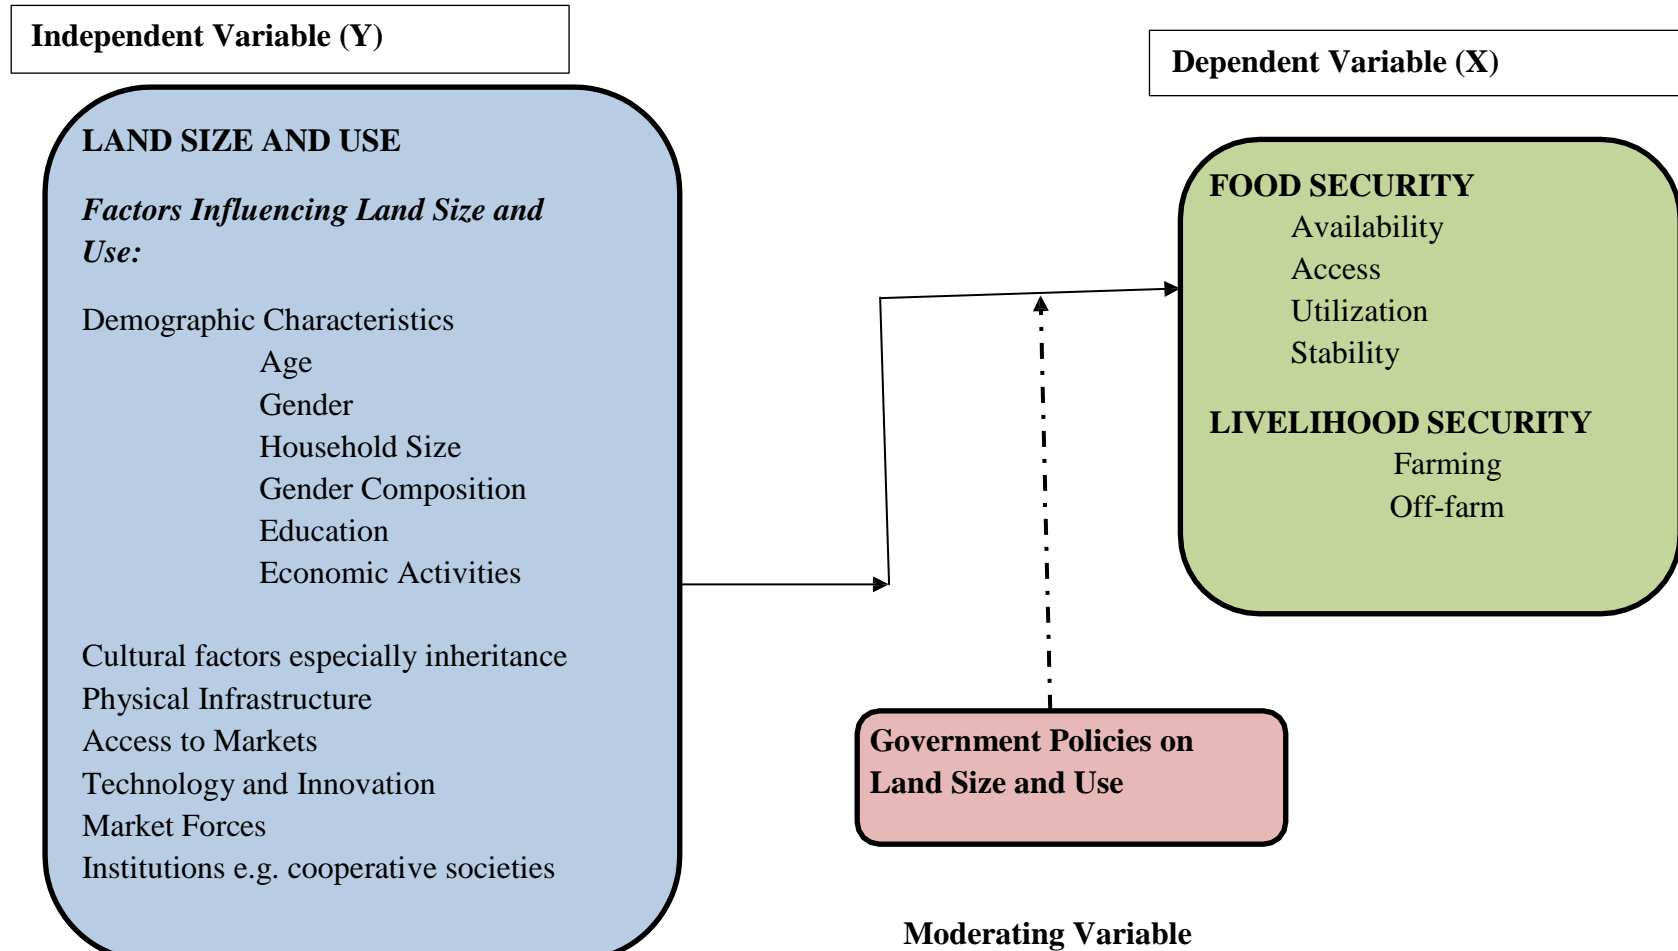 Independent Variable (Y)
LAND SIZE AND USE
Factors Influencing Land Size and
Use:
Demographic Characteristics
Age
Gender
Household Size
Gender Composition
Education
Economic Activities
Cultural factors especially inheritance
Physical Infrastructure
Access to Markets
Technology and Innovation
Market Forces
Institutions e.g. cooperative societies
Dependent Variable (X)
FOOD SECURITY
Availability
Access
Utilization
Stability
LIVELIHOOD SECURITY
Farming
Off-farm
Government Policies on
Land Size and Use
Moderating Variable